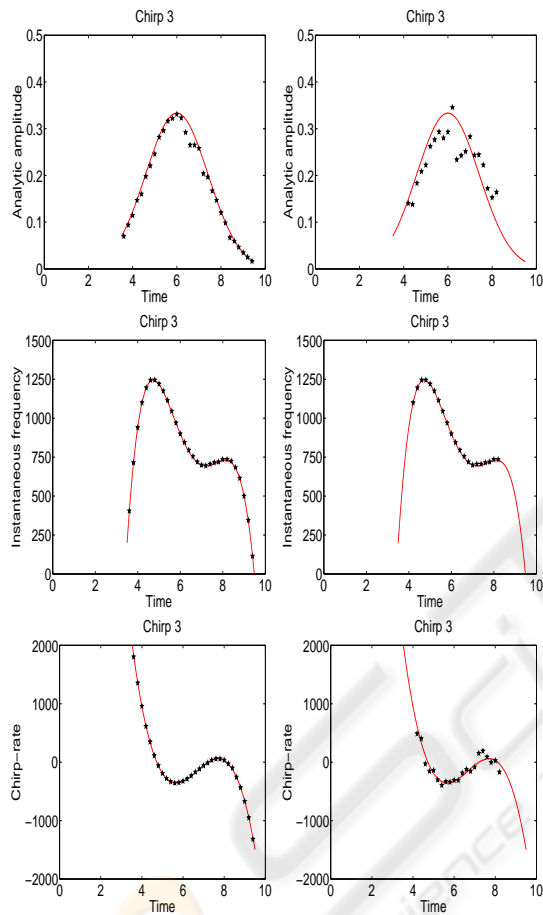 Chirp 3
Chirp 3
0.5
0.4
0.3
0.2
0.1
0
Analytic amplitude
0 2 4 6 8 10
Time
0.5
0.4
0.3
0.2
0.1
0
Analytic amplitude
0 2 4 6 8 10
Time
Chirp 3
Chirp 3
1500
1250
1000
750
500
250
0
Instantaneous frequency
0 2 4 6 8 10
Time
1500
1250
1000
750
500
250
0
Instantaneous frequency
0 2 4 6 8 10
Time
Chirp 3
Chirp 3
2000
1000
0
−1000
−2000
Chirp−rate
0 2 4 6 8 10
Time
2000
1000
0
−1000
−2000
Chirp−rate
0 2 4 6 8 10
Time